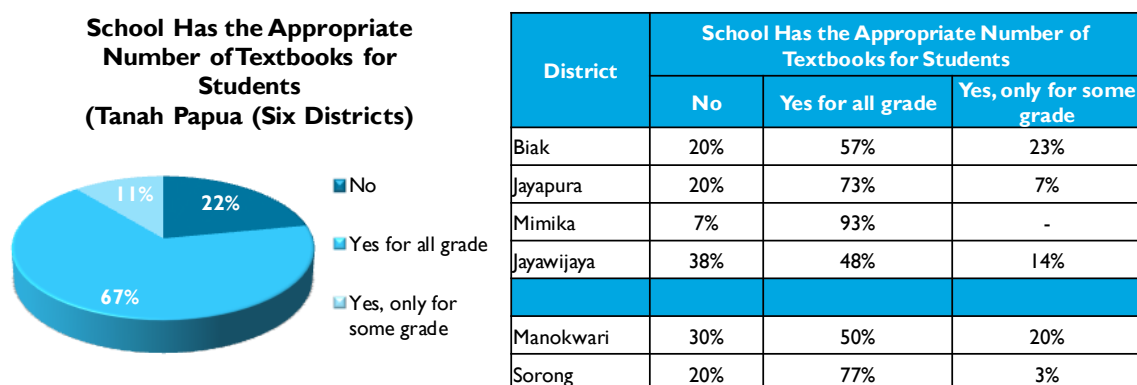 School Has the Appropriate
Number of Textbooks for
Students
(Tanah Papua (Six Districts)
11%
22%
67%
No
Yes for all grade
Yes, only for
some grade
District
School Has the Appropriate Number of
Textbooks for Students
No
Yes for all grade
Yes, only for some
grade
Biak 20% 57% 23%
Jayapura 20% 73% 7%
Mimika 7% 93% -
Jayawijaya 38% 48% 14%
Manokwari 30% 50% 20%
Sorong 20% 77% 3%